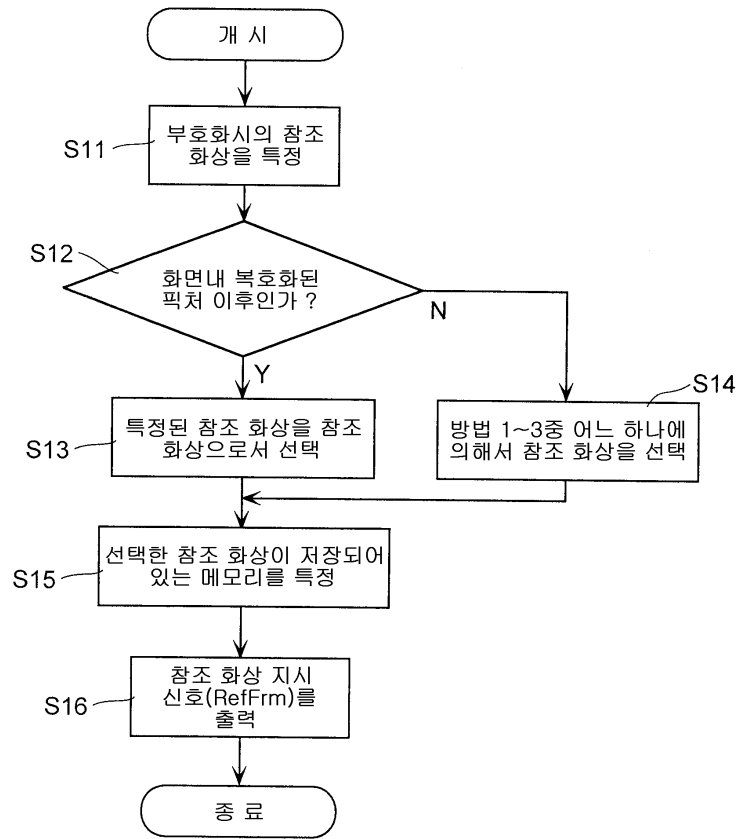 개 시
S11
부호화시의 참조
화상을 특정
S12
화면내 복호화된
픽처 이후인가 ?
N
Y
S13
특정된 참조 화상을 참조
화상으로서 선택
S14
방법 1~3중 어느 하나에
의해서 참조 화상을 선택
S15
선택한 참조 화상이 저장되어
있는 메모리를 특정
S16
참조 화상 지시
신호(RefFrm)를
출력
종 료